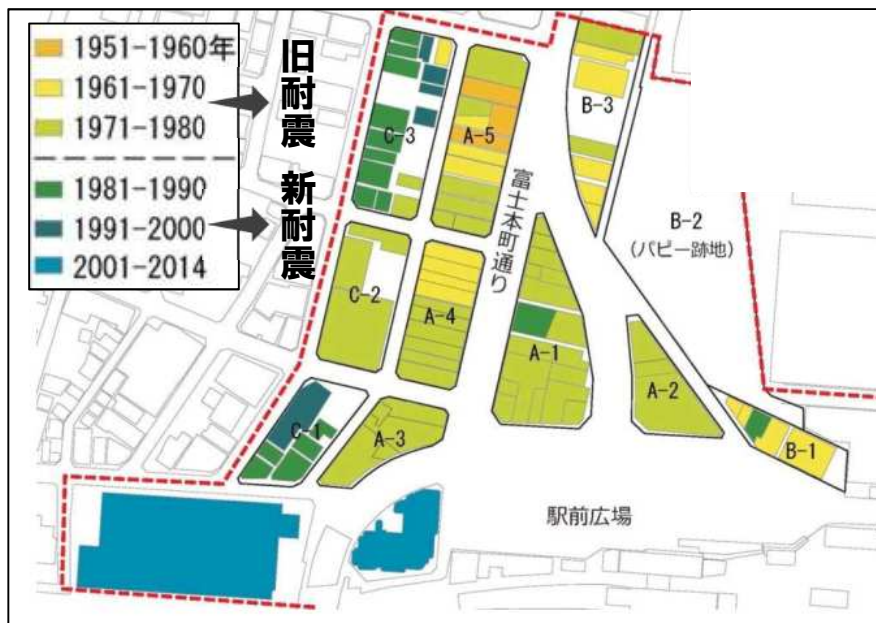 1951-1960年
1961-1970
1971-1980
1981-1990
1991-2000
2001-2014
旧耐震
新耐震
C-3
A-5
B-3
富士本町通り
B-2
(パピー跡地)
C-2
A-4
A-1
A-2
C-1
A-3
B-1
駅前広場